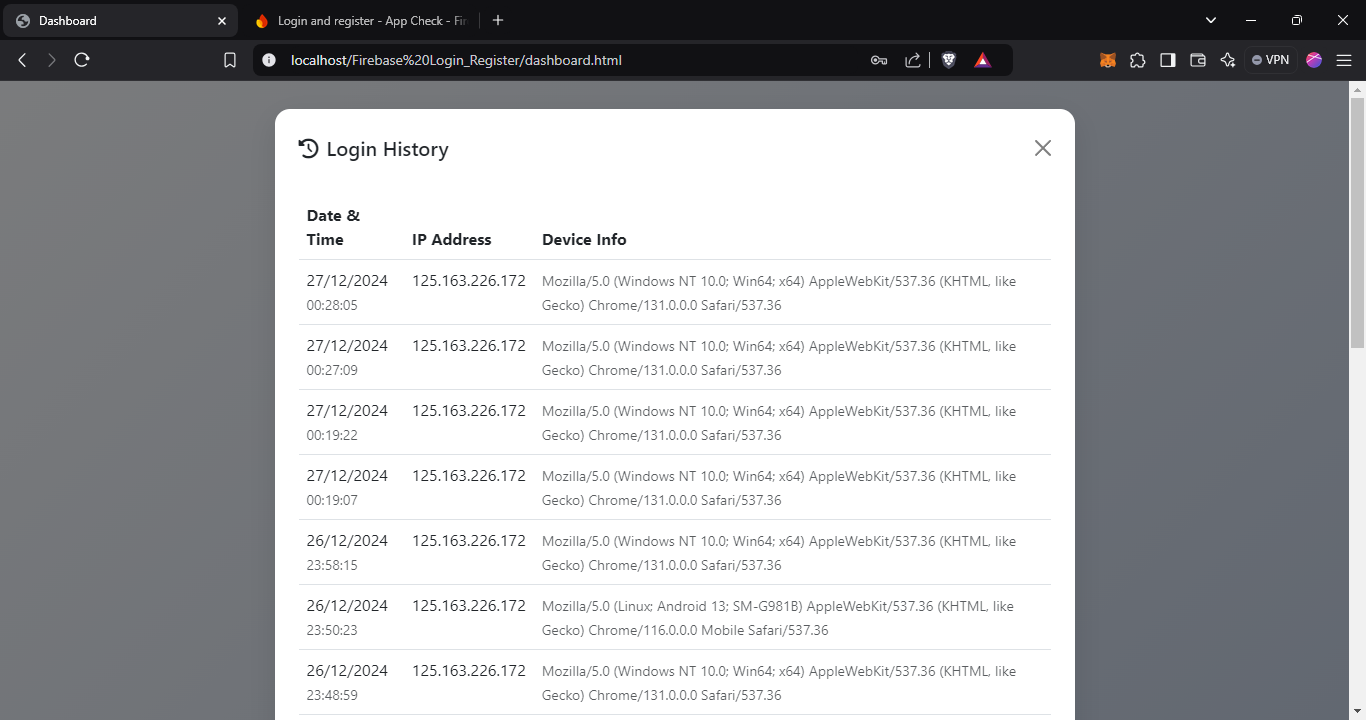 Dashboard
Login and register - App Check - Fir
localhost/Firebase%20Login_Register/dashboard.html
VPN
Login History
Date &
Time
IP Address
Device Info
27/12/2024 125.163.226.172 Mozilla/5.0 (Windows NT 10.0; Win64; x64) AppleWebKit/537.36 (KHTML, like
00:28:05 Gecko) Chrome/131.0.0.0 Safari/537.36
27/12/2024 125.163.226.172 Mozilla/5.0 (Windows NT 10.0; Win64; x64) AppleWebKit/537.36 (KHTML, like
00:27:09 Gecko) Chrome/131.0.0.0 Safari/537.36
27/12/2024 125.163.226.172 Mozilla/5.0 (Windows NT 10.0; Win64; x64) AppleWebKit/537.36 (KHTML, like
00:19:22 Gecko) Chrome/131.0.0.0 Safari/537.36
27/12/2024 125.163.226.172 Mozilla/5.0 (Windows NT 10.0; Win64; x64) AppleWebKit/537.36 (KHTML, like
00:19:07 Gecko) Chrome/131.0.0.0 Safari/537.36
26/12/2024 125.163.226.172 Mozilla/5.0 (Windows NT 10.0; Win64; x64) AppleWebKit/537.36 (KHTML, like
23:58:15 Gecko) Chrome/131.0.0.0 Safari/537.36
26/12/2024 125.163.226.172 Mozilla/5.0 (Linux; Android 13; SM-G981B) AppleWebKit/537.36 (KHTML, like
23:50:23 Gecko) Chrome/116.0.0.0 Mobile Safari/537.36
26/12/2024 125.163.226.172 Mozilla/5.0 (Windows NT 10.0; Win64; x64) AppleWebKit/537.36 (KHTML, like
23:48:59 Gecko) Chrome/131.0.0.0 Safari/537.36